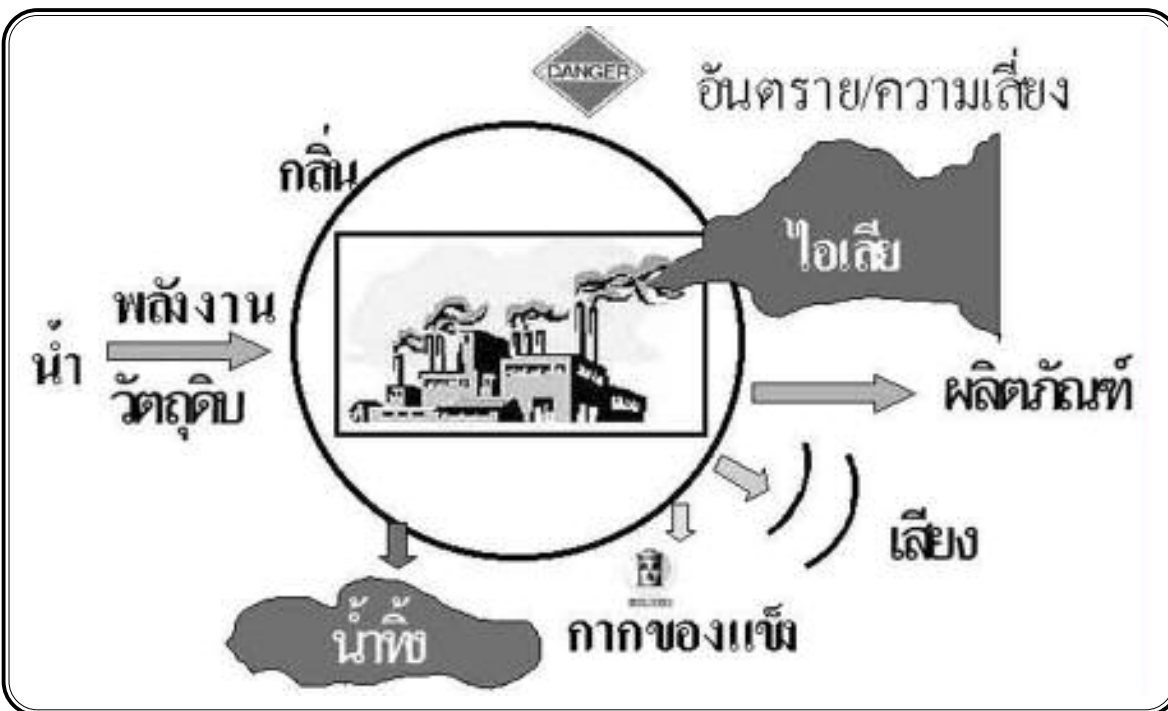 DANGER
อันตราย/ความเสี่ยง
กลิ่น
ไอเสีย
พลังงาน
น้ำ
วัตถุดิบ
ผลิตภัณฑ์
เสียง
น้ำทิ้ง
กากของแข็ง